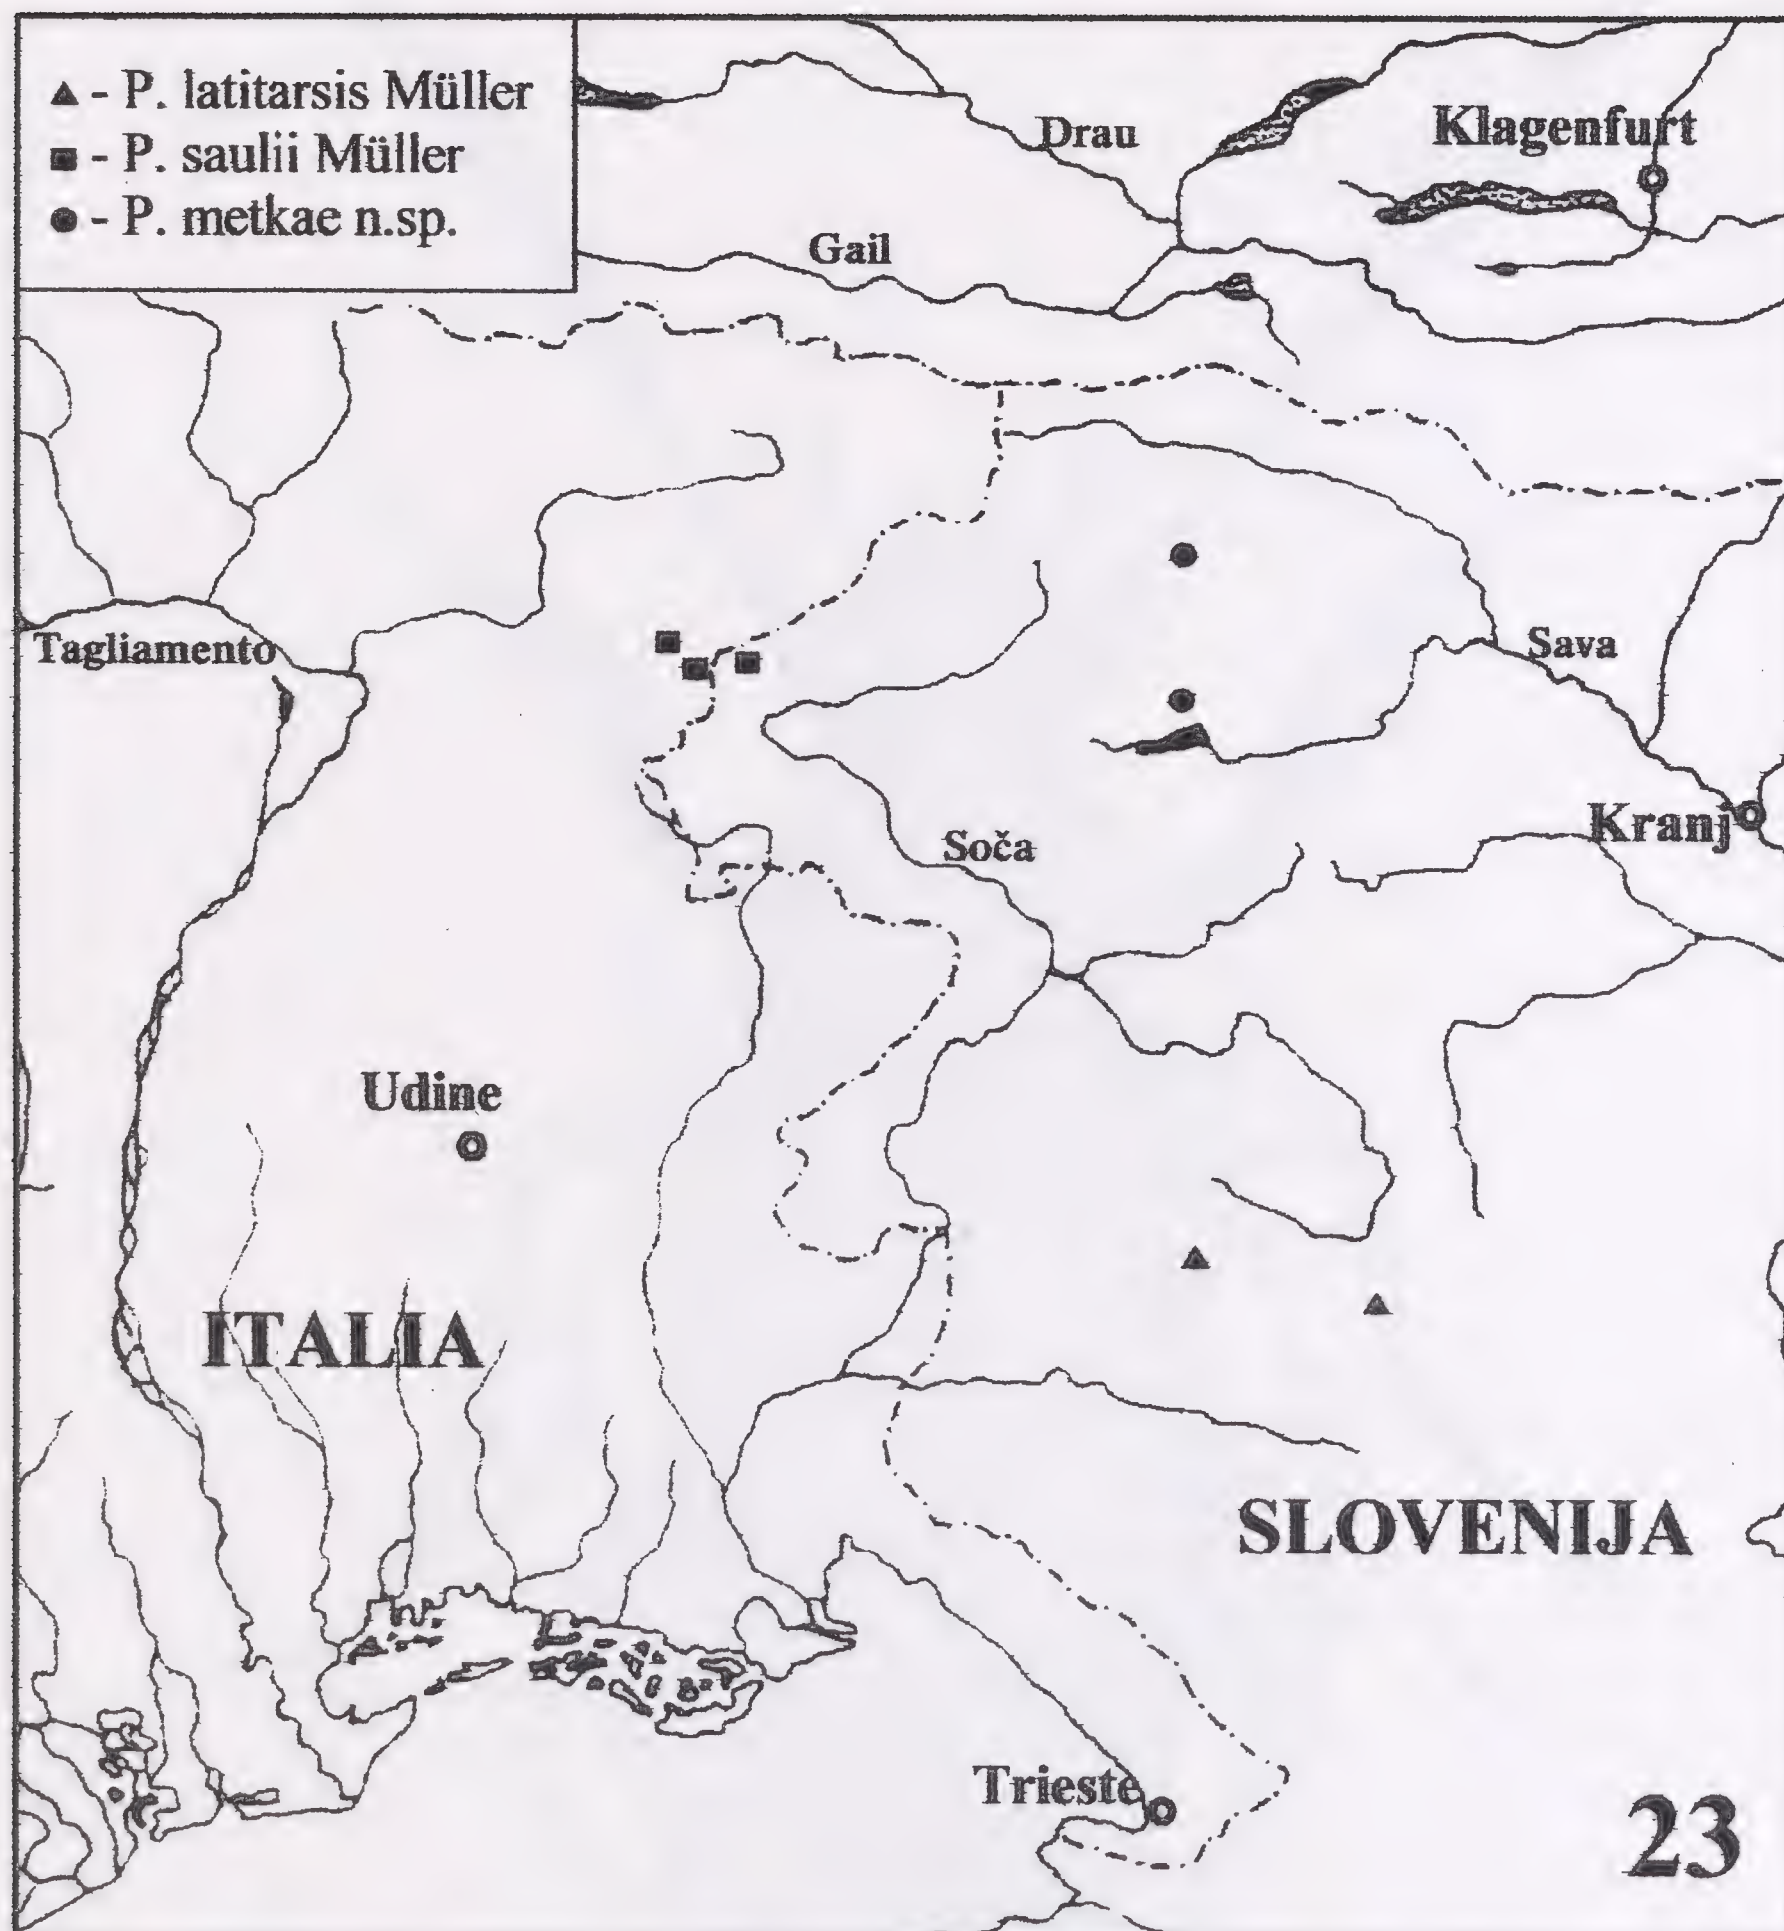 ▲ - P. latitarsis Müller
■ - P. saulii Müller
● - P. metkae n.sp.
Drau
Klagenfurt
Gail
Tagliamento
Sava
Kranj
Soča
Udine
ITALIA
SLOVENIJA
Trieste
23